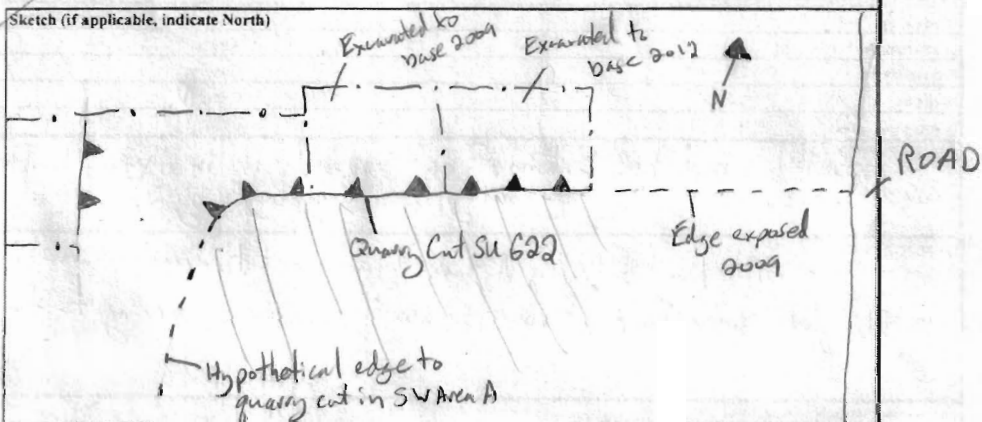 Sketch (if applicable, indicate North)
Excavated to
base 2009
Excavated to
base 2012
N
ROAD
Quarry Cut SU 622
Edge exposed
2009
Hypothetical edge to
quarry cut in SW Area A